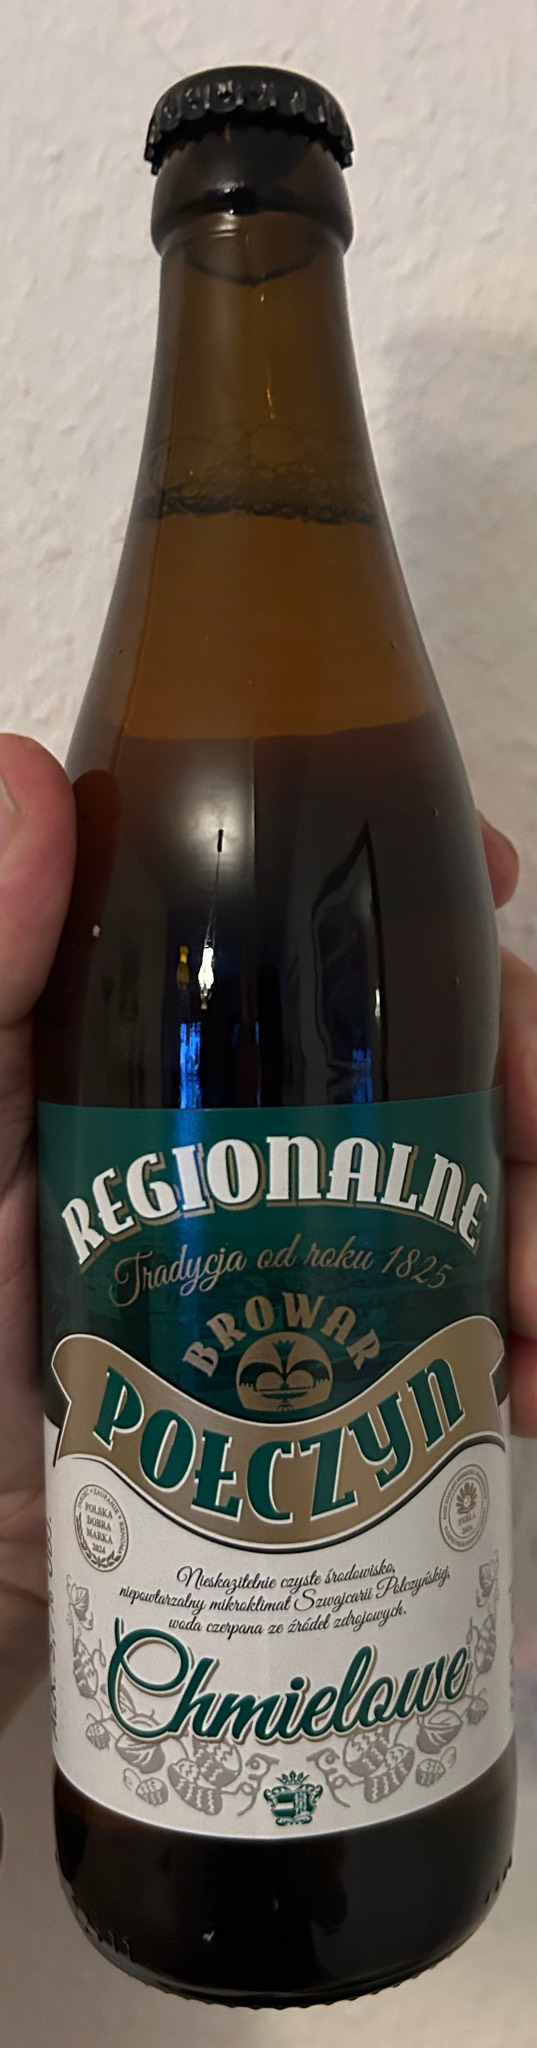 REGIONALNE
Tradycja od roku 1825
BROWAR
POŁCZYN
POLSKA
DOBRA
MARKA
2024
Nieskazitelnie czyste środowisko,
niepowtarzalny mikroklimat Szwajcarii Połczyńskiej,
woda czerpana ze źródeł zdrojowych.
Chmielowe